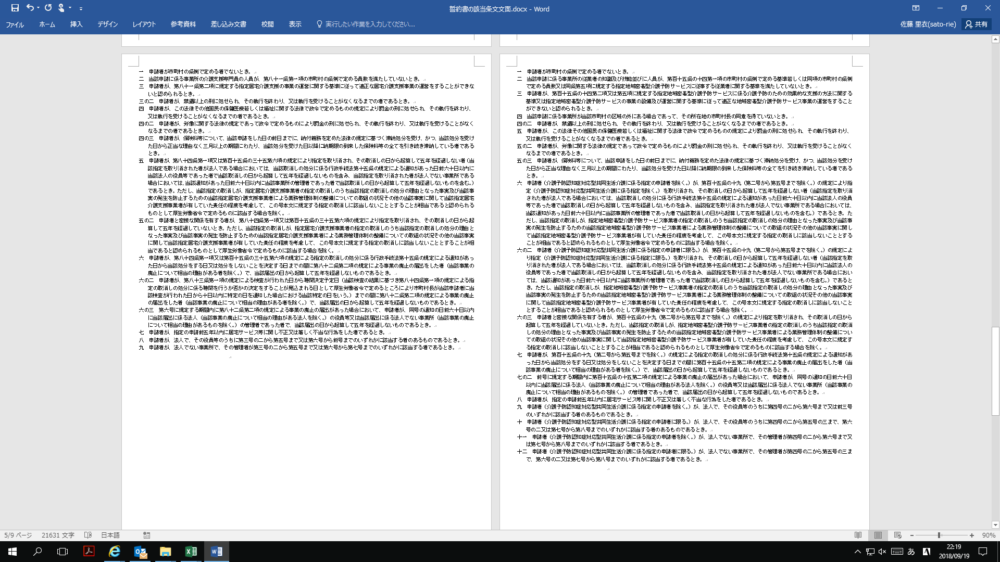 誓約書の該当条文文面.docx - Word
ファイル
ホーム
挿入
デザイン
レイアウト
参考資料
差し込み文書
校閲
表示
実行したい作業を入力してください...
佐藤 里衣(sato-rie)
共有
一　申請者が市町村の条例で定める者でないとき。
二　当該申請に係る事業所の介護支援専門員の人員が、第八十一条第一項の市町村の条例で定める員数を満たしていないとき。
三　申請者が、第八十一条第二項に規定する指定居宅介護支援の事業の運営に関する基準に従って適正な居宅介護支援事業の運営をすることができな
いと認められるとき。
三の二　申請者が、禁錮以上の刑に処せられ、その執行を終わり、又は執行を受けることがなくなるまでの者であるとき。
四　申請者が、この法律その他国民の保健医療若しくは福祉に関する法律で政令で定めるものの規定により罰金の刑に処せられ、その執行を終わり、
又は執行を受けることがなくなるまでの者であるとき。
四の二　申請者が、労働に関する法律の規定であって政令で定めるものにより罰金の刑に処せられ、その執行を終わり、又は執行を受けることがなく
なるまでの者であるとき。
四の三　申請者が、保険料等について、当該申請をした日の前日までに、納付義務を定めた法律の規定に基づく滞納処分を受け、かつ、当該処分を受け
た日から正当な理由なく三月以上の期間にわたり、当該処分を受けた日以降に納期限の到来した保険料等の全てを引き続き滞納している者である
とき。
五　申請者が、第八十四条第一項又は第百十五条の三十五第六項の規定により指定を取り消され、その取消しの日から起算して五年を経過しない者（当
該指定を取り消された者が法人である場合においては、当該取消しの処分に係る行政手続法第十五条の規定による通知があった日前六十日以内に
当該法人の役員等であった者で当該取消しの日から起算して五年を経過しないものを含み、当該指定を取り消された者が法人でない事業所である
場合においては、当該通知があった日前六十日以内に当該事業所の管理者であった者で当該取消しの日から起算して五年を経過しないものを含む。）
であるとき。ただし、当該指定の取消しが、指定居宅介護支援事業者の指定の取消しのうち当該指定の取消しの処分の理由となった事実及び当該事
実の発生を防止するための当該指定居宅介護支援事業者による業務管理体制の整備についての取組の状況その他の当該事実に関して当該指定居宅
介護支援事業者が有していた責任の程度を考慮して、この号本文に規定する指定の取消しに該当しないこととすることが相当であると認められる
ものとして厚生労働省令で定めるものに該当する場合を除く。
五の二　申請者と密接な関係を有する者が、第八十四条第一項又は第百十五条の三十五第六項の規定により指定を取り消され、その取消しの日から起
算して五年を経過していないとき。ただし、当該指定の取消しが、指定居宅介護支援事業者の指定の取消しのうち当該指定の取消しの処分の理由と
なった事実及び当該事実の発生を防止するための当該指定居宅介護支援事業者による業務管理体制の整備についての取組の状況その他の当該事実
に関して当該指定居宅介護支援事業者が有していた責任の程度を考慮して、この号本文に規定する指定の取消しに該当しないこととすることが相
当であると認められるものとして厚生労働省令で定めるものに該当する場合を除く。
六　申請者が、第八十四条第一項又は第百十五条の三十五第六項の規定による指定の取消しの処分に係る行政手続法第十五条の規定による通知があっ
た日から当該処分をする日又は処分をしないことを決定する日までの間に第八十二条第二項の規定による事業の廃止の届出をした者（当該事業の
廃止について相当の理由がある者を除く。）で、当該届出の日から起算して五年を経過しないものであるとき。
六の二　申請者が、第八十三条第一項の規定による検査が行われた日から聴聞決定予定日（当該検査の結果に基づき第八十四条第一項の規定による指
定の取消しの処分に係る聴聞を行うか否かの決定をすることが見込まれる日として厚生労働省令で定めるところにより市町村長が当該申請者に当
該検査が行われた日から十日以内に特定の日を通知した場合における当該特定の日をいう。）までの間に第八十二条第二項の規定による事業の廃止
の届出をした者（当該事業の廃止について相当の理由がある者を除く。）で、当該届出の日から起算して五年を経過しないものであるとき。
六の三　第六号に規定する期間内に第八十二条第二項の規定による事業の廃止の届出があった場合において、申請者が、同号の通知の日前六十日以内
に当該届出に係る法人（当該事業の廃止について相当の理由がある法人を除く。）の役員等又は当該届出に係る法人でない事業所（当該事業の廃止
について相当の理由があるものを除く。）の管理者であった者で、当該届出の日から起算して五年を経過しないものであるとき。
七　申請者が、指定の申請前五年以内に居宅サービス等に関し不正又は著しく不当な行為をした者であるとき。
八　申請者が、法人で、その役員等のうちに第三号の二から第五号まで又は第六号から前号までのいずれかに該当する者のあるものであるとき。
九　申請者が、法人でない事業所で、その管理者が第三号の二から第五号まで又は第六号から第七号までのいずれかに該当する者であるとき。
一　申請者が市町村の条例で定める者でないとき。
二　当該申請に係る事業所の従業者の知識及び技能並びに人員が、第百十五条の十四第一項の市町村の条例で定める基準若しくは同項の市町村の条例
で定める員数又は同条第五項に規定する指定地域密着型介護予防サービスに従事する従業者に関する基準を満たしていないとき。
三　申請者が、第百十五条の十四第二項又は第五項に規定する指定地域密着型介護予防サービスに係る介護予防のための効果的な支援の方法に関する
基準又は指定地域密着型介護予防サービスの事業の設備及び運営に関する基準に従って適正な地域密着型介護予防サービス事業の運営をすること
ができないと認められるとき。
四　当該申請に係る事業所が当該市町村の区域の外にある場合であって、その所在地の市町村長の同意を得ていないとき。
四の二　申請者が、禁錮以上の刑に処せられ、その執行を終わり、又は執行を受けることがなくなるまでの者であるとき。
五　申請者が、この法律その他国民の保健医療若しくは福祉に関する法律で政令で定めるものの規定により罰金の刑に処せられ、その執行を終わり、
又は執行を受けることがなくなるまでの者であるとき。
五の二　申請者が、労働に関する法律の規定であって政令で定めるものにより罰金の刑に処せられ、その執行を終わり、又は執行を受けることがなく
なるまでの者であるとき。
五の三　申請者が、保険料等について、当該申請をした日の前日までに、納付義務を定めた法律の規定に基づく滞納処分を受け、かつ、当該処分を受け
た日から正当な理由なく三月以上の期間にわたり、当該処分を受けた日以降に納期限の到来した保険料等の全てを引き続き滞納している者である
とき。
六　申請者（介護予防認知症対応型共同生活介護に係る指定の申請者を除く。）が、第百十五条の十九（第二号から第五号までを除く。）の規定により指
定（介護予防認知症対応型共同生活介護に係る指定を除く。）を取り消され、その取消しの日から起算して五年を経過しない者（当該指定を取り消
された者が法人である場合においては、当該取消しの処分に係る行政手続法第十五条の規定による通知があった日前六十日以内に当該法人の役員
等であった者で当該取消しの日から起算して五年を経過しないものを含み、当該指定を取り消された者が法人でない事業所である場合においては、
当該通知があった日前六十日以内に当該事業所の管理者であった者で当該取消しの日から起算して五年を経過しないものを含む。）であるとき。た
だし、当該指定の取消しが、指定地域密着型介護予防サービス事業者の指定の取消しのうち当該指定の取消しの処分の理由となった事実及び当該事
実の発生を防止するための当該指定地域密着型介護予防サービス事業者による業務管理体制の整備についての取組の状況その他の当該事実に関し
て当該指定地域密着型介護予防サービス事業者が有していた責任の程度を考慮して、この号本文に規定する指定の取消しに該当しないこととする
ことが相当であると認められるものとして厚生労働省令で定めるものに該当する場合を除く。
六の二　申請者（介護予防認知症対応型共同生活介護に係る指定の申請者に限る。）が、第百十五条の十九（第二号から第五号までを除く。）の規定によ
り指定（介護予防認知症対応型共同生活介護に係る指定に限る。）を取り消され、その取消しの日から起算して五年を経過しない者（当該指定を取
り消された者が法人である場合においては、当該取消しの処分に係る行政手続法第十五条の規定による通知があった日前六十日以内に当該法人の
役員等であった者で当該取消しの日から起算して五年を経過しないものを含み、当該指定を取り消された者が法人でない事業所である場合におい
ては、当該通知があった日前六十日以内に当該事業所の管理者であった者で当該取消しの日から起算して五年を経過しないものを含む。）であると
き。ただし、当該指定の取消しが、指定地域密着型介護予防サービス事業者の指定の取消しのうち当該指定の取消しの処分の理由となった事実及び
当該事実の発生を防止するための当該指定地域密着型介護予防サービス事業者による業務管理体制の整備についての取組の状況その他の当該事実
に関して当該指定地域密着型介護予防サービス事業者が有していた責任の程度を考慮して、この号本文に規定する指定の取消しに該当しないこと
とすることが相当であると認められるものとして厚生労働省令で定めるものに該当する場合を除く。
六の三　申請者と密接な関係を有する者が、第百十五条の十九（第二号から第五号までを除く。）の規定により指定を取り消され、その取消しの日から
起算して五年を経過していないとき。ただし、当該指定の取消しが、指定地域密着型介護予防サービス事業者の指定の取消しのうち当該指定の取消
しの処分の理由となった事実及び当該事実の発生を防止するための当該指定地域密着型介護予防サービス事業者による業務管理体制の整備につい
ての取組の状況その他の当該事実に関して当該指定地域密着型介護予防サービス事業者が有していた責任の程度を考慮して、この号本文に規定す
る指定の取消しに該当しないこととすることが相当であると認められるものとして厚生労働省令で定めるものに該当する場合を除く。
七　申請者が、第百十五条の十九（第二号から第五号までを除く。）の規定による指定の取消しの処分に係る行政手続法第十五条の規定による通知があ
った日から当該処分をする日又は処分をしないことを決定する日までの間に第百十五条の十五第二項の規定による事業の廃止の届出をした者（当
該事業の廃止について相当の理由がある者を除く。）で、当該届出の日から起算して五年を経過しないものであるとき。
七の二　前号に規定する期間内に第百十五条の十五第二項の規定による事業の廃止の届出があった場合において、申請者が、同号の通知の日前六十日
以内に当該届出に係る法人（当該事業の廃止について相当の理由がある法人を除く。）の役員等又は当該届出に係る法人でない事業所（当該事業の
廃止について相当の理由があるものを除く。）の管理者であった者で、当該届出の日から起算して五年を経過しないものであるとき。
八　申請者が、指定の申請前五年以内に居宅サービス等に関し不正又は著しく不当な行為をした者であるとき。
九　申請者（介護予防認知症対応型共同生活介護に係る指定の申請者を除く。）が、法人で、その役員等のうちに第四号の二から第六号まで又は前三号
のいずれかに該当する者のあるものであるとき。
十　申請者（介護予防認知症対応型共同生活介護に係る指定の申請者に限る。）が、法人で、その役員等のうちに第四号の二から第五号の三まで、第六
号の二又は第七号から第八号までのいずれかに該当する者のあるものであるとき。
十一　申請者（介護予防認知症対応型共同生活介護に係る指定の申請者を除く。）が、法人でない事業所で、その管理者が第四号の二から第六号まで又
は第七号から第八号までのいずれかに該当する者であるとき。
十二　申請者（介護予防認知症対応型共同生活介護に係る指定の申請者に限る。）が、法人でない事業所で、その管理者が第四号の二から第五号の三ま
で、第六号の二又は第七号から第八号までのいずれかに該当する者であるとき。
5/9 ページ
21631 文字
日本語
90%
あ
22:19
2018/09/19